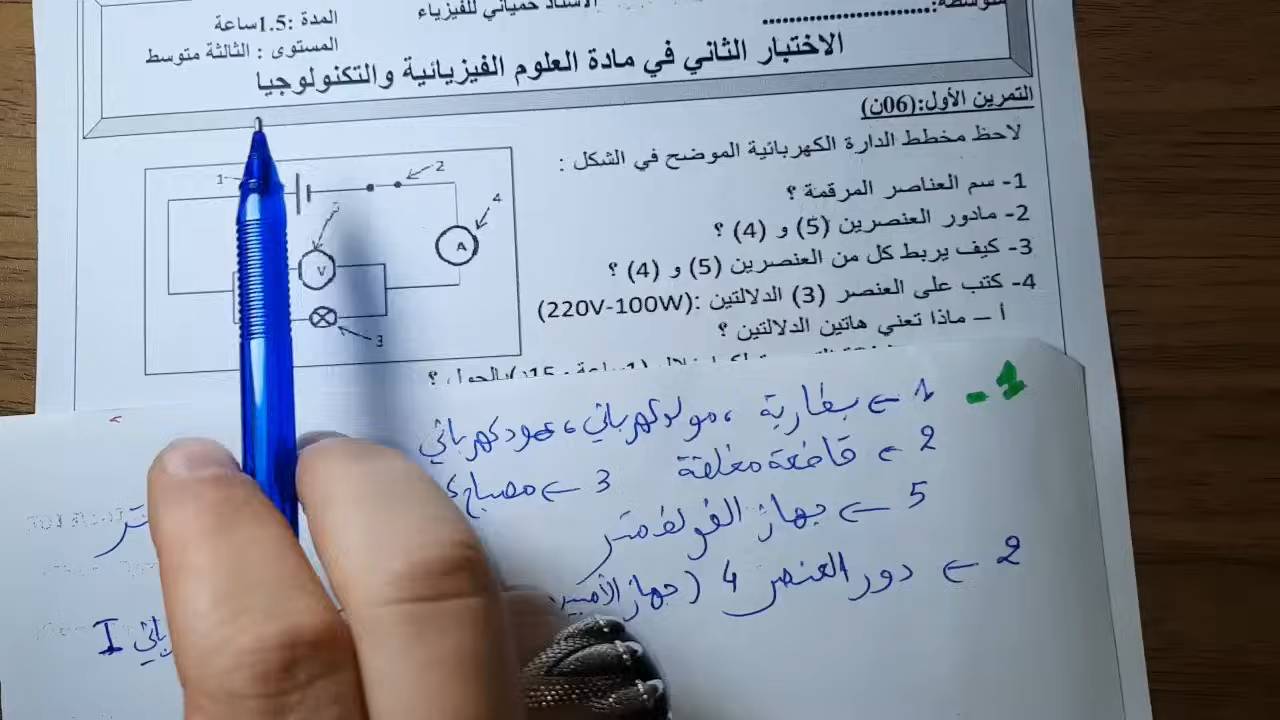 الأستاذ حمياني للفيزياء
المدة :1.5ساعة
المستوى : الثالثة متوسط
الاختبار الثاني في مادة العلوم الفيزيائية والتكنولوجيا
التمرين الأول:(06ن)
لاحظ مخطط الدارة الكهربائية الموضح في الشكل :
1- سم العناصر المرقمة ؟
2- مادور العنصرين (5) و (4) ؟
3- كيف يربط كل من العنصرين (5) و (4) ؟
4- كتب على العنصر (3) الدلالتين :(220V-100W)
أ – ماذا تعني هاتين الدلالتين ؟
1
2
4
A
V
3
1-
1 ← بطارية ، مولد كهربائي ، عمود كهربائي
2 ← قاطعة مغلقة 3 ← مصباح
5 ← جهاز الفولط متر
2 ← دور العنصر 4 (جهاز
I